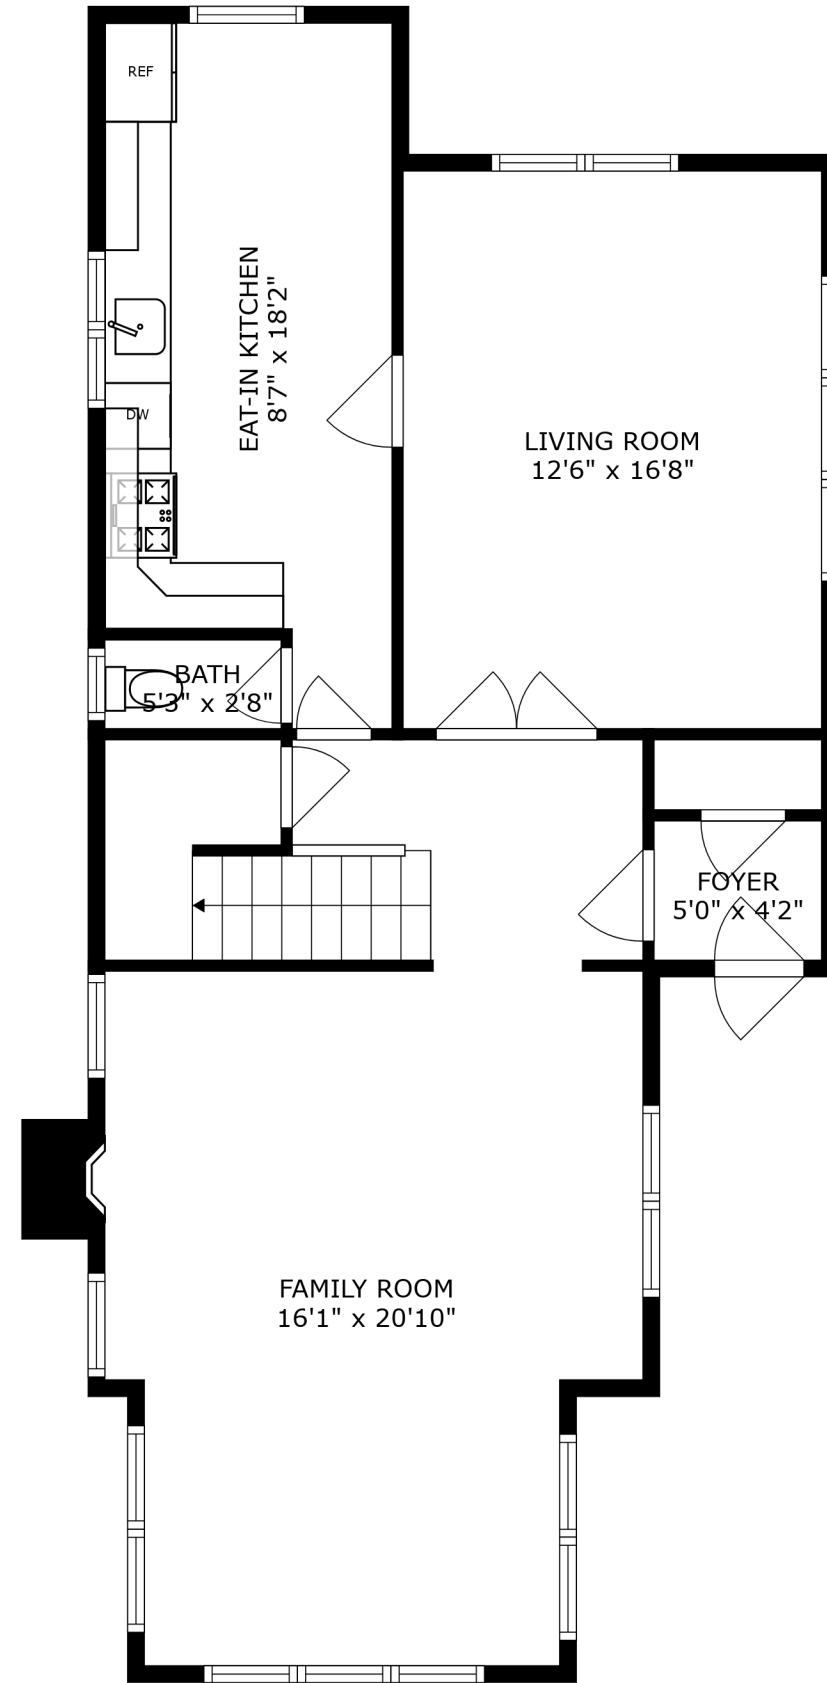 REF
EAT-IN KITCHEN
8'7" x 18'2"
DW
LIVING ROOM
12'6" x 16'8"
BATH
5'3" x 2'8"
FOYER
5'0" x 4'2"
FAMILY ROOM
16'1" x 20'10"